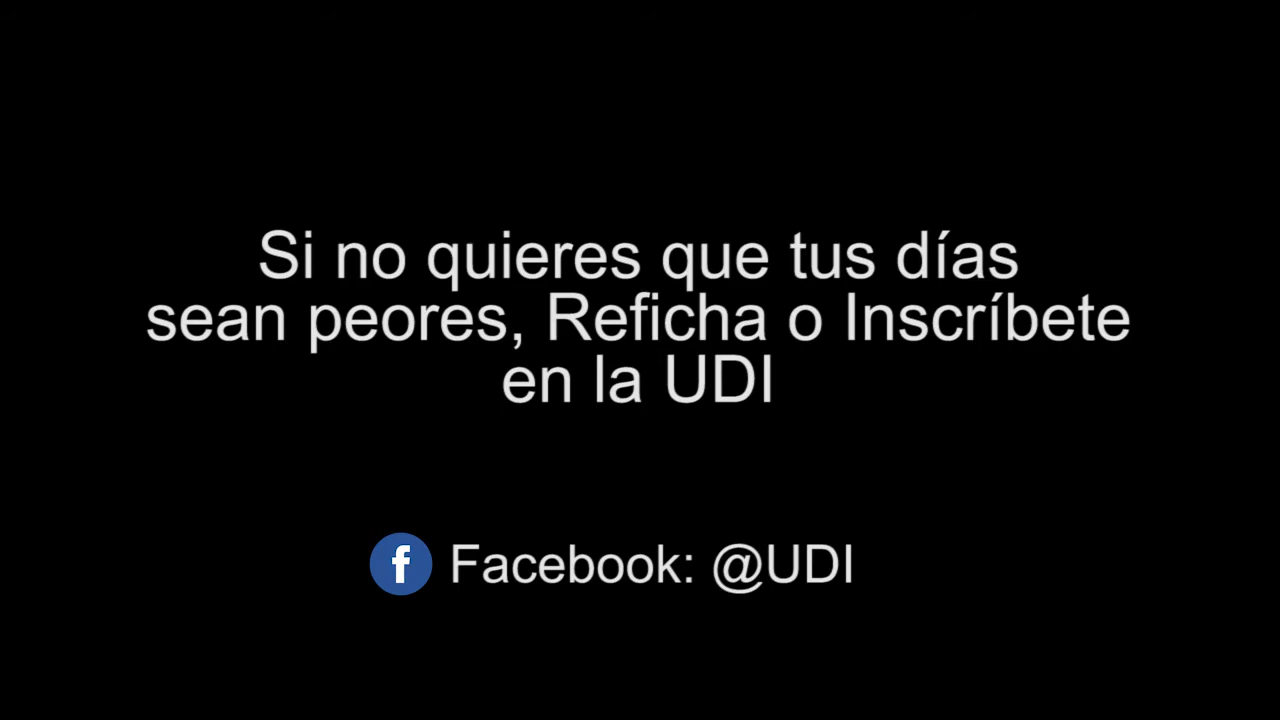 Si no quieres que tus días
sean peores, Reficha o Inscríbete
en la UDI
f Facebook: @UDI